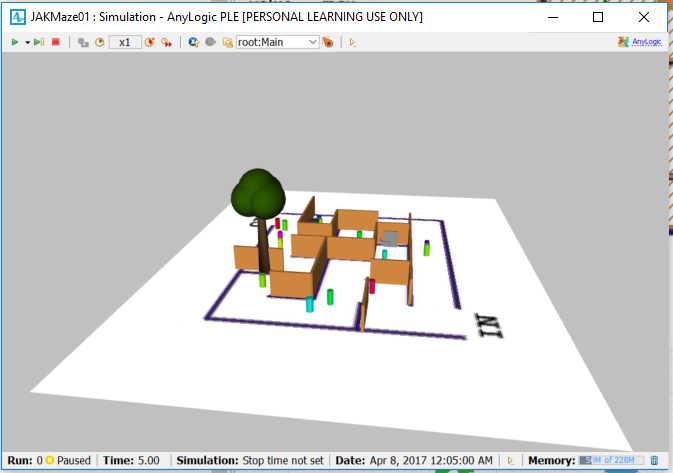 JAKMaze01 : Simulation - AnyLogic PLE [PERSONAL LEARNING USE ONLY]
x1 root:Main AnyLogic
IN
Run: 0 Paused Time: 5.00 Simulation: Stop time not set Date: Apr 8, 2017 12:05:00 AM Memory: M of 228M